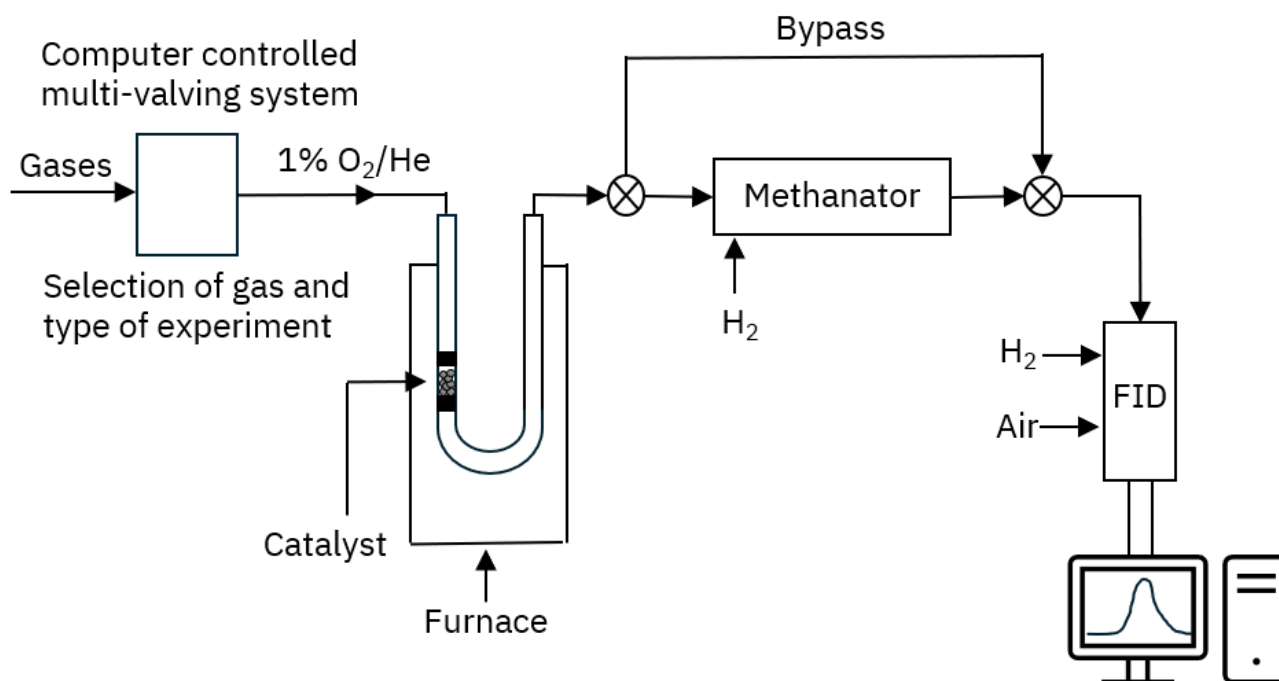 Bypass
Computer controlled
multi-valving system
Gases
1% O₂/He
Methanator
Selection of gas and
type of experiment
H₂
H₂
FID
Air
Catalyst
Furnace